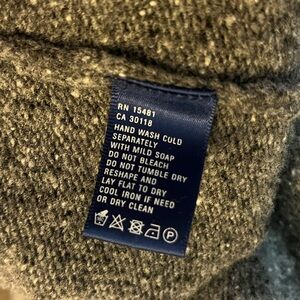 RN 15481
CA 30118
HAND WASH COLD
SEPARATELY
WITH MILD SOAP
DO NOT BLEACH
DO NOT TUMBLE DRY
RESHAPE AND
LAY FLAT TO DRY
COOL IRON IF NEED
OR DRY CLEAN
P